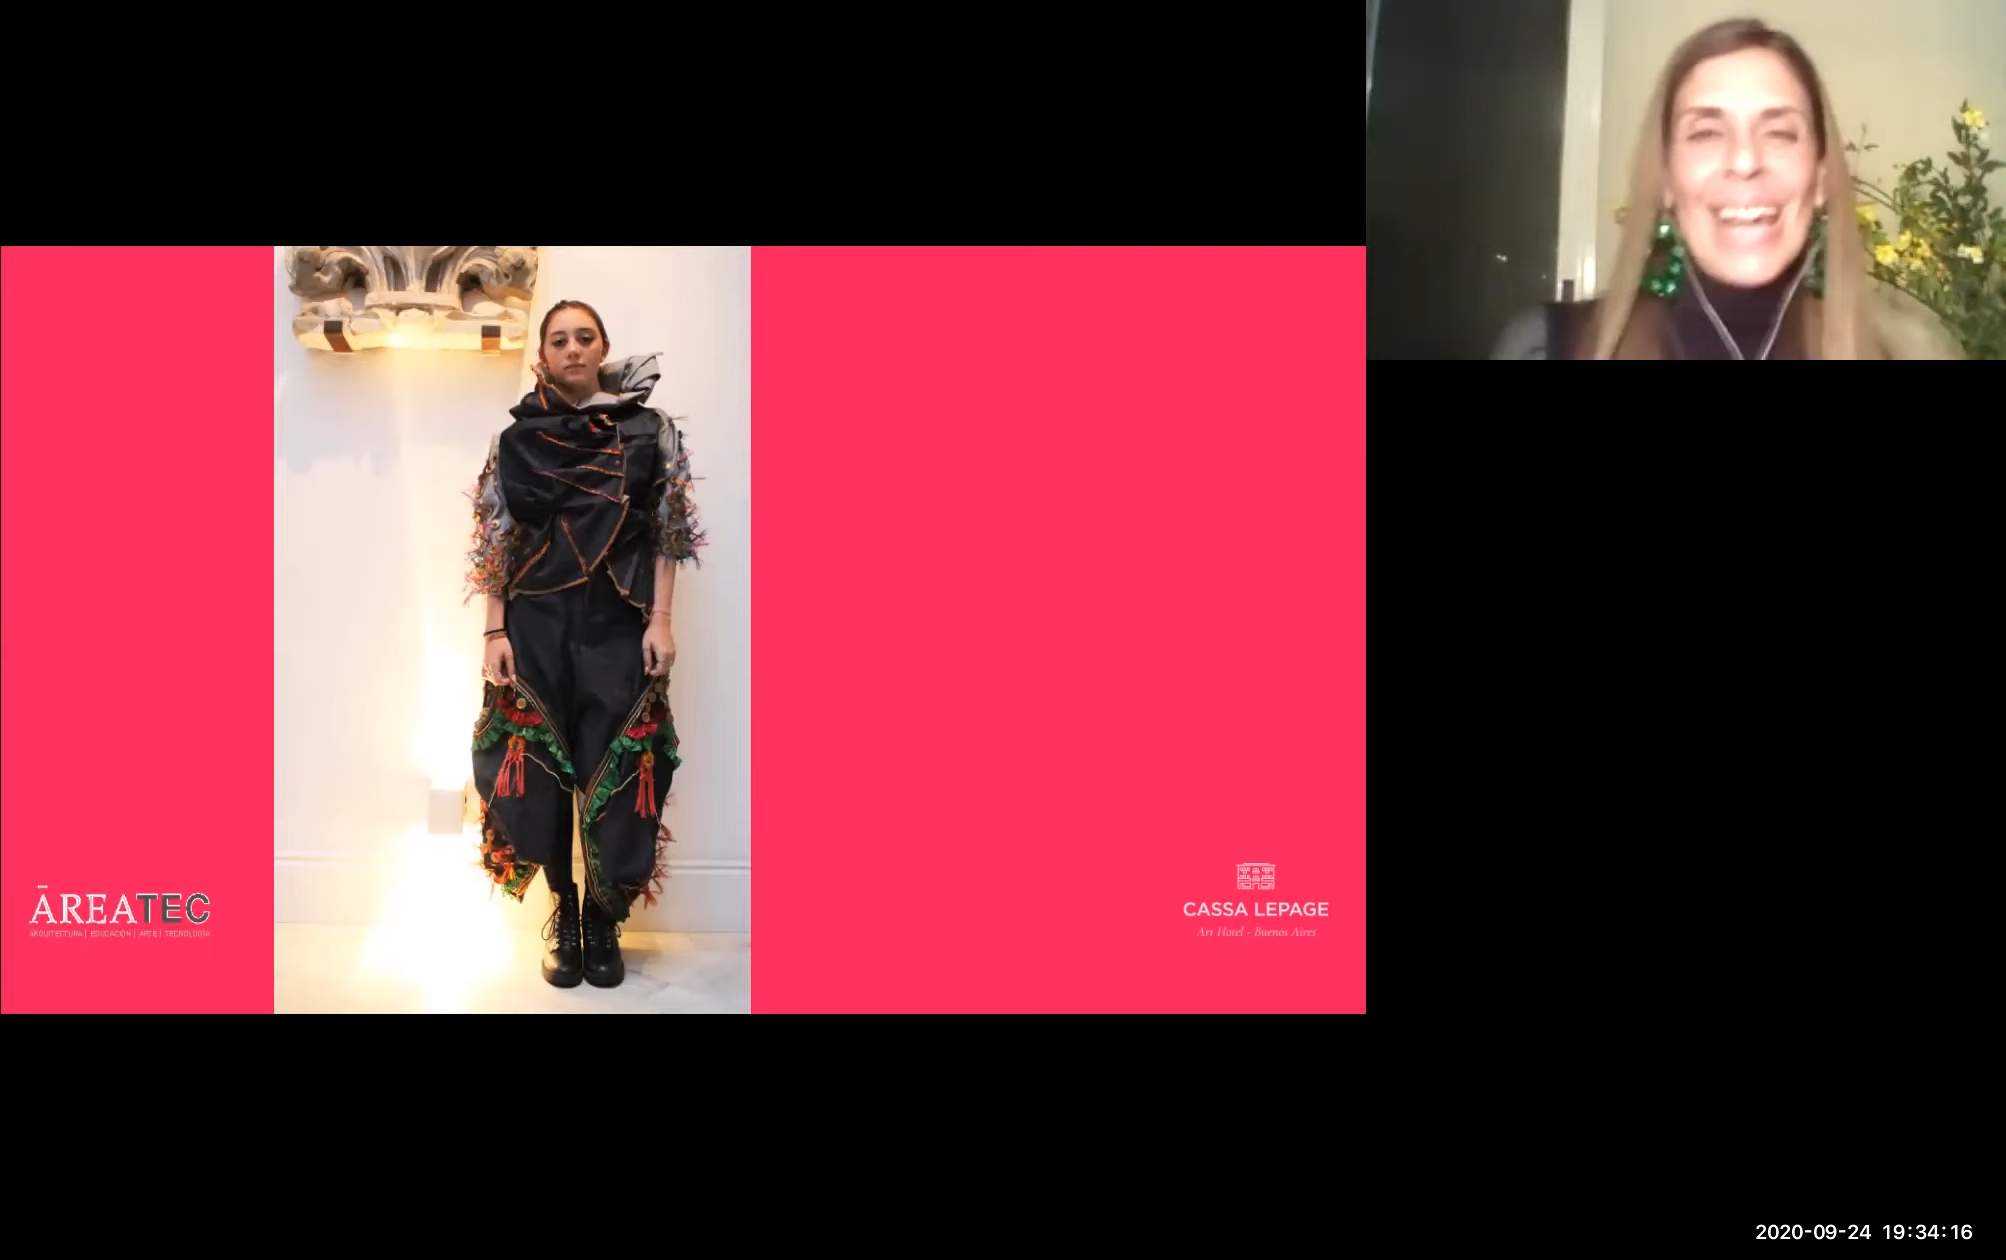 ĀREATEC
ARQUITECTURA | EDUCACIÓN | ARTE | TECNOLOGÍA
CASSA LEPAGE
Art Hotel - Buenos Aires
2020-09-24 19:34:16